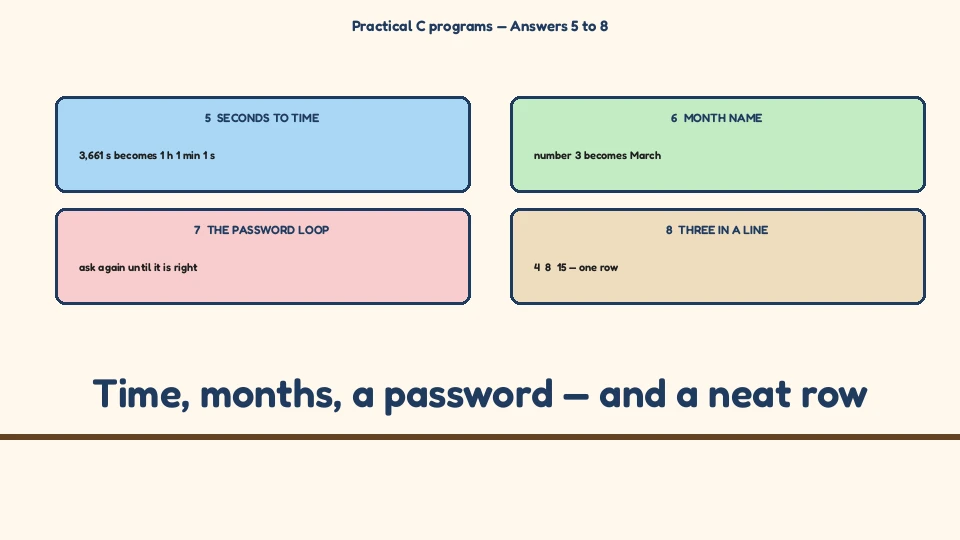 Practical C programs — Answers 5 to 8
5 SECONDS TO TIME
3,661 s becomes 1 h 1 min 1 s
6 MONTH NAME
number 3 becomes March
7 THE PASSWORD LOOP
ask again until it is right
8 THREE IN A LINE
4 8 15 — one row
Time, months, a password — and a neat row